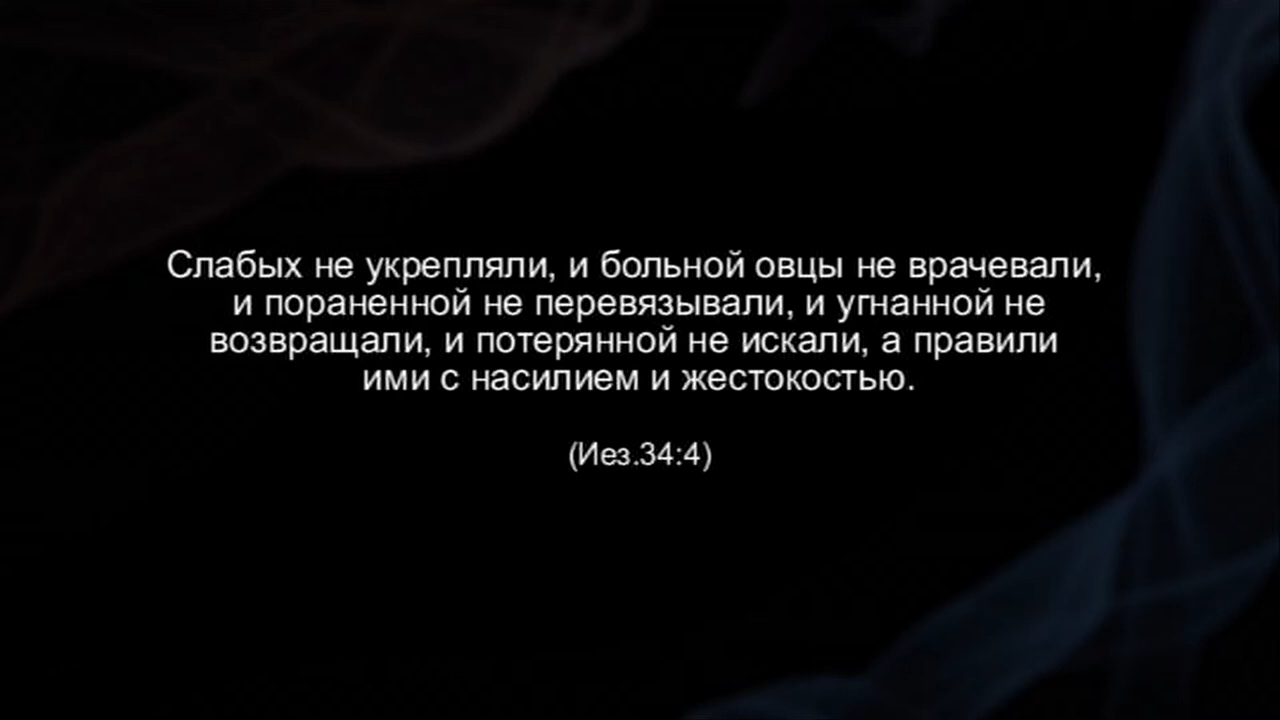 Слабых не укрепляли, и больной овцы не врачевали,
и пораненной не перевязывали, и угнанной не
возвращали, и потерянной не искали, а правили
ими с насилием и жестокостью.
(Иез.34:4)